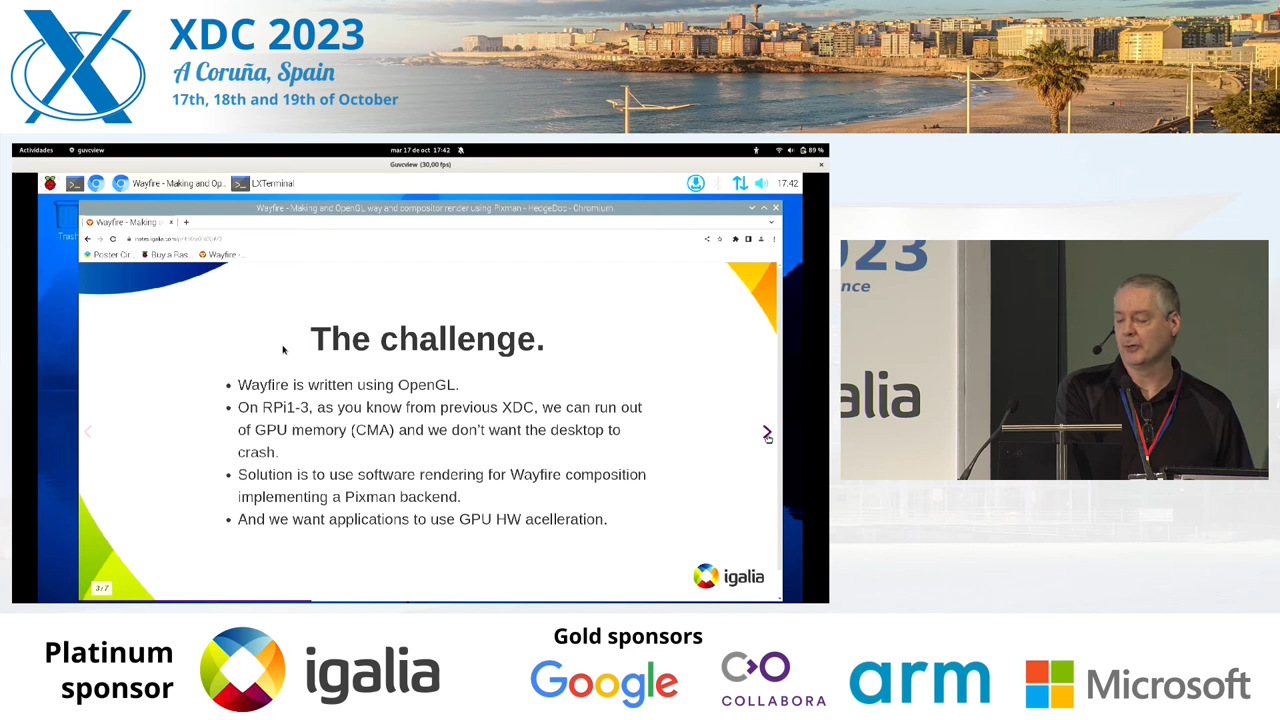 XDC 2023
A Coruña, Spain
17th, 18th and 19th of October
Actividades
guvcview
mar 17 de oct 17:42
89 %
Guvcview (30,00 fps)
Wayfire - Making and Op..
LXTerminal
17:42
Wayfire - Making and OpenGL way and compositor render using Pixman - HedgeDoc - Chromium
Wayfire - Making
Poster Cir...
Buy a Ras...
Wayfire -...
The challenge.
• Wayfire is written using OpenGL.
• On RPi1-3, as you know from previous XDC, we can run out
of GPU memory (CMA) and we don't want the desktop to
crash.
• Solution is to use software rendering for Wayfire composition
implementing a Pixman backend.
• And we want applications to use GPU HW acelleration.
3/7
igalia
023
nce
alia
Platinum
sponsor
igalia
Gold sponsors
Google
COLLABORA
arm
Microsoft